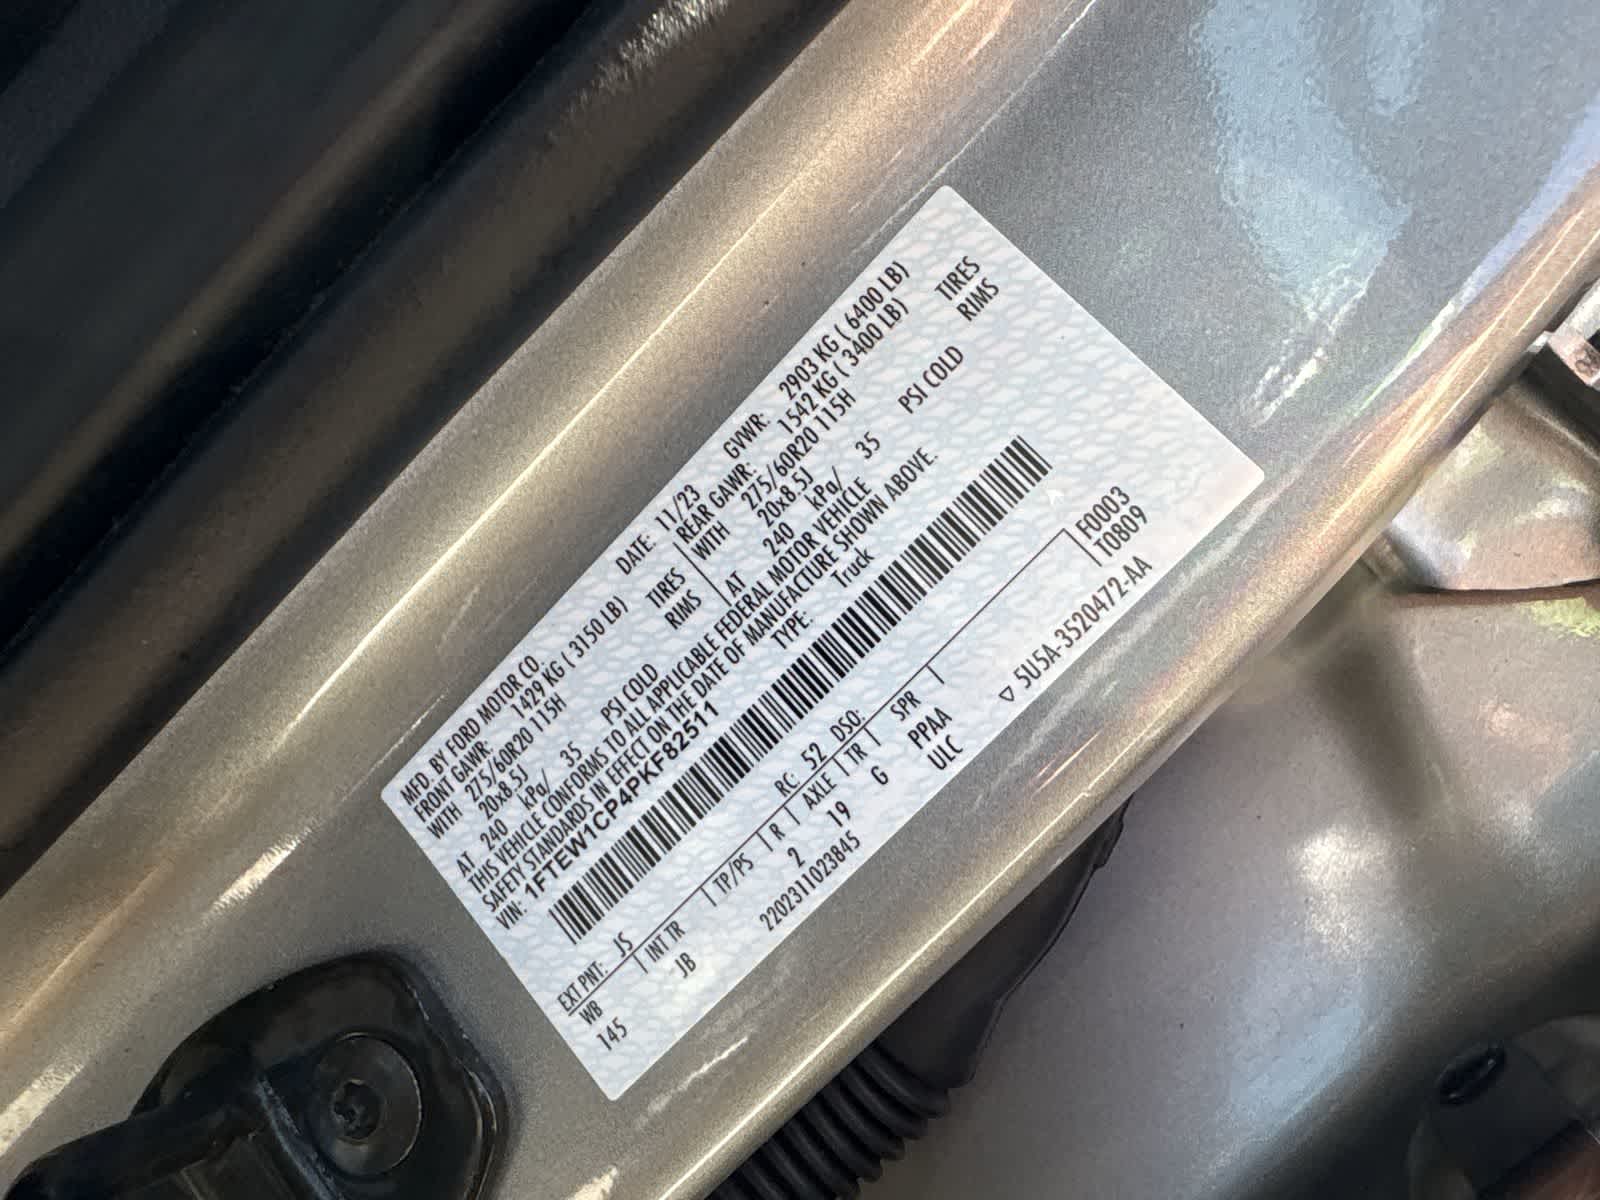 MFD. BY FORD MOTOR CO. DATE: 11/23 GVWR: 2903 KG ( 6400 LB)
FRONT GAWR: 1429 KG ( 3150 LB) REAR GAWR: 1542 KG ( 3400 LB)
WITH 275/60R20 115H TIRES WITH 275/60R20 115H TIRES
20x8.5J RIMS 20x8.5J RIMS
AT 240 kPa/ 35 PSI COLD AT 240 kPa/ 35 PSI COLD
THIS VEHICLE CONFORMS TO ALL APPLICABLE FEDERAL MOTOR VEHICLE
SAFETY STANDARDS IN EFFECT ON THE DATE OF MANUFACTURE SHOWN ABOVE.
VIN: 1FTEW1CP4PKF82511 TYPE: Truck
EXT PNT: JS RC: 52 DSO: F0003
WB INT TR TP/PS R AXLE TR SPR T0809
145 JB 2 19 G PPAA
2202311023845 ULC
▽ 5U5A-3520472-AA